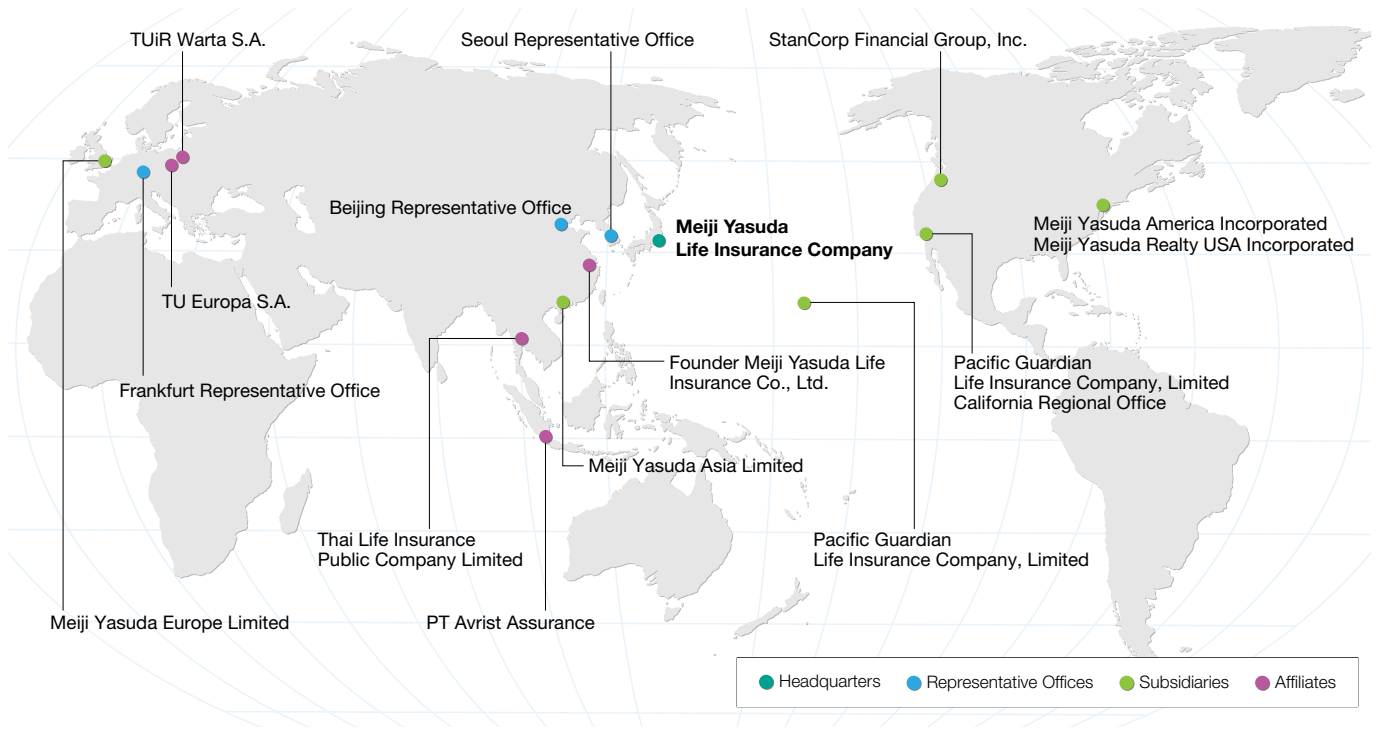 TUiR Warta S.A.
Seoul Representative Office
StanCorp Financial Group, Inc.
Beijing Representative Office
Meiji Yasuda
Life Insurance Company
Meiji Yasuda America Incorporated
Meiji Yasuda Realty USA Incorporated
TU Europa S.A.
Frankfurt Representative Office
Founder Meiji Yasuda Life
Insurance Co., Ltd.
Pacific Guardian
Life Insurance Company, Limited
California Regional Office
Meiji Yasuda Asia Limited
Thai Life Insurance
Public Company Limited
Pacific Guardian
Life Insurance Company, Limited
Meiji Yasuda Europe Limited
PT Avrist Assurance
Headquarters
Representative Offices
Subsidiaries
Affiliates